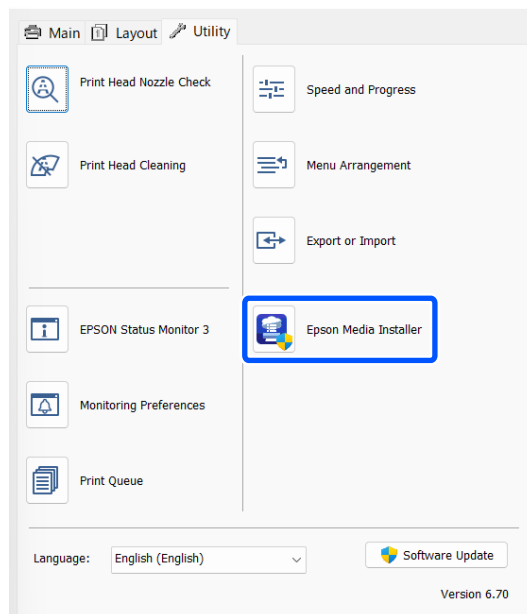 Main
Layout
Utility
Print Head Nozzle Check
Speed and Progress
Print Head Cleaning
Menu Arrangement
Export or Import
EPSON Status Monitor 3
Epson Media Installer
Monitoring Preferences
Print Queue
Language:
English (English)
Software Update
Version 6.70